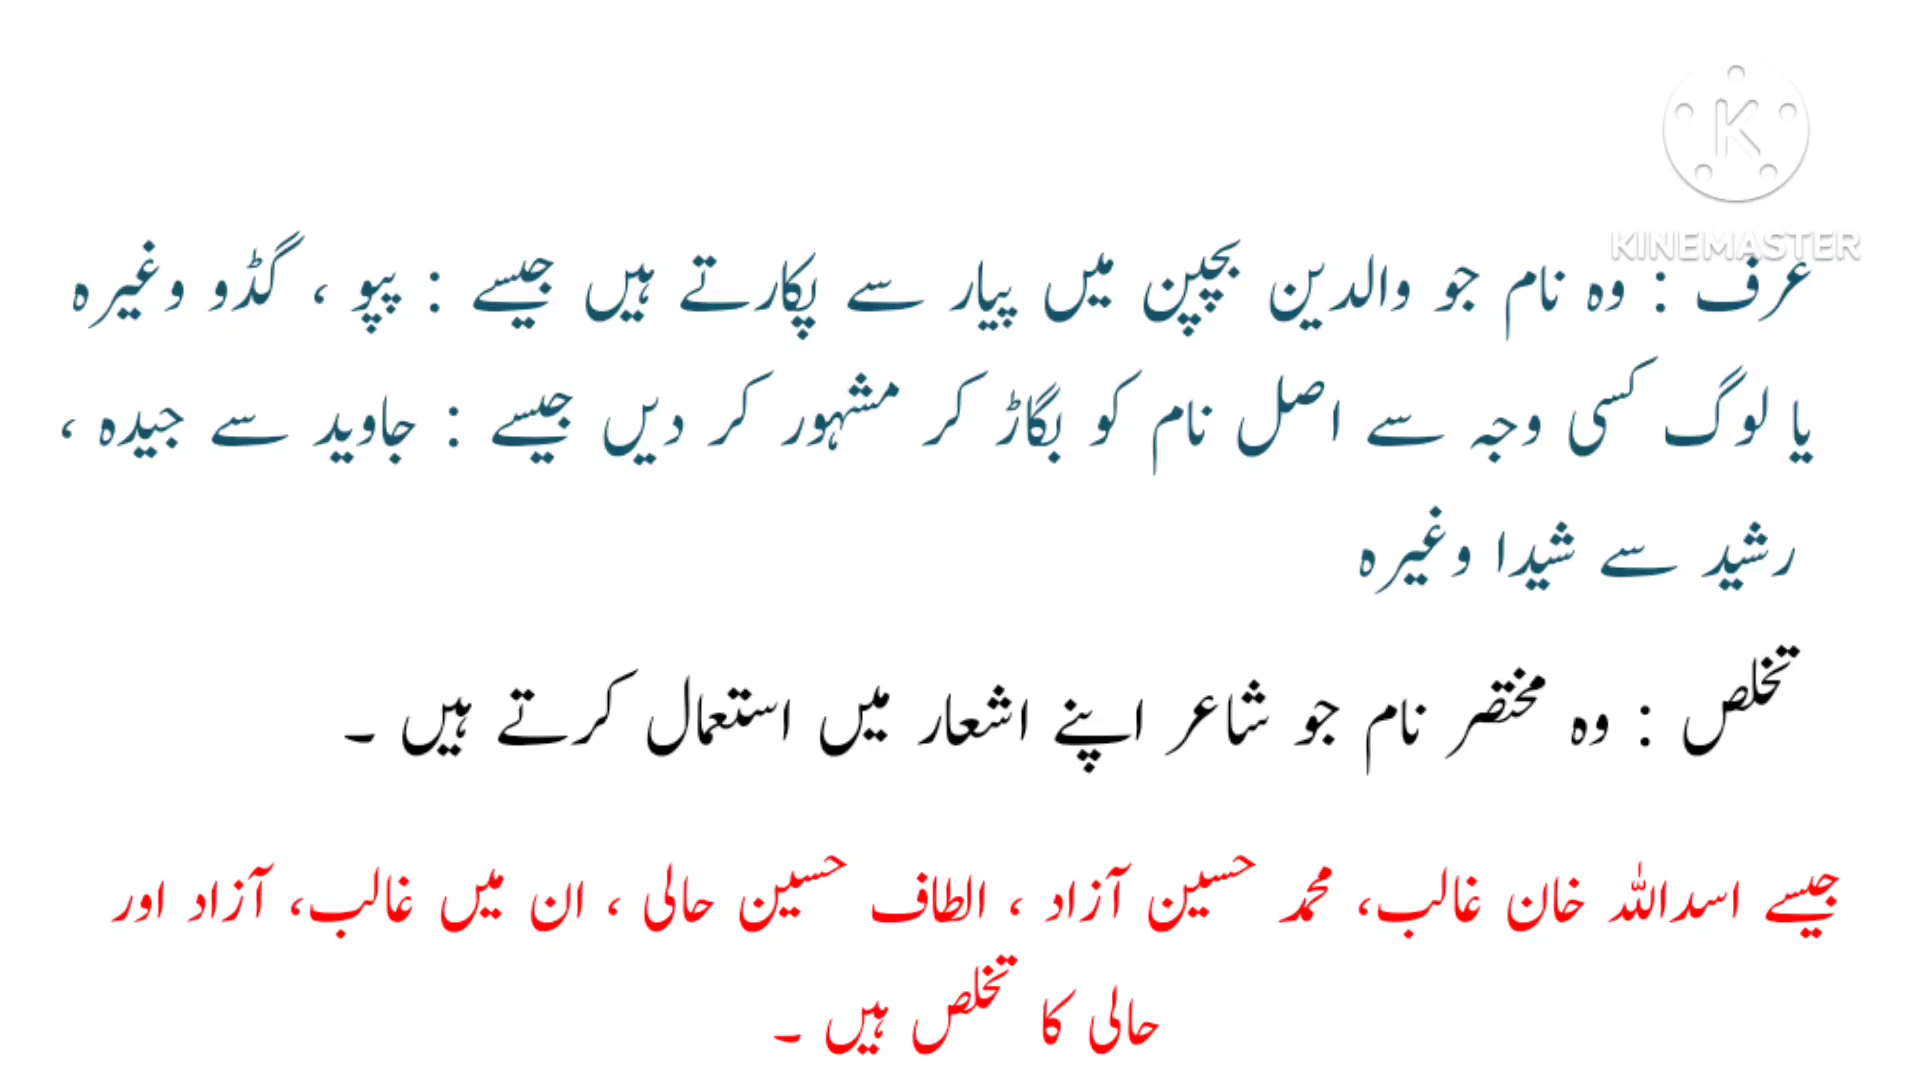 KINEMASTER
عرف : وہ نام جو والدین بچپن میں پیار سے پکارتے ہیں جیسے : پپو ، گڈو وغیرہ
یا لوگ کسی وجہ سے اصل نام کو بگاڑ کر مشہور کر دیں جیسے : جاوید سے جیدہ ،
رشید سے شیدا وغیرہ
تخلص : وہ مختصر نام جو شاعر اپنے اشعار میں استعمال کرتے ہیں ۔
جیسے اسداللہ خان غالب، محمد حسین آزاد ، الطاف حسین حالی ، ان میں غالب، آزاد اور
حالی کا تخلص ہیں ۔